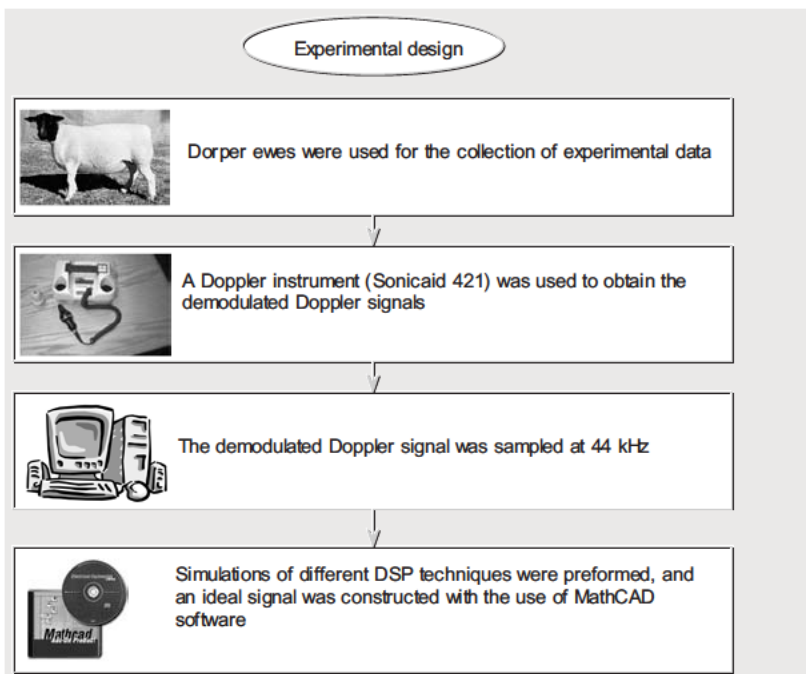 Experimental design
Dorper ewes were used for the collection of experimental data
A Doppler instrument (Sonicaid 421) was used to obtain the
demodulated Doppler signals
The demodulated Doppler signal was sampled at 44 kHz
Simulations of different DSP techniques were preformed, and
an ideal signal was constructed with the use of MathCAD
software
Mathcad